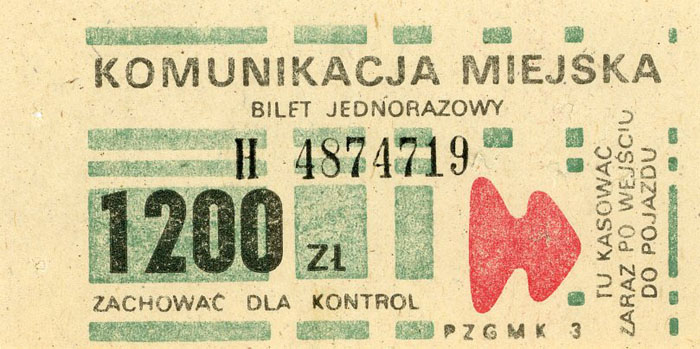 KOMUNIKACJA MIEJSKA
BILET JEDNORAZOWY
H 4874719
1200 ZŁ
ZACHOWAĆ DLA KONTROL
PZGMK 3
TU KASOWAĆ
ZARAZ PO WEJŚCIU
DO POJAZDU